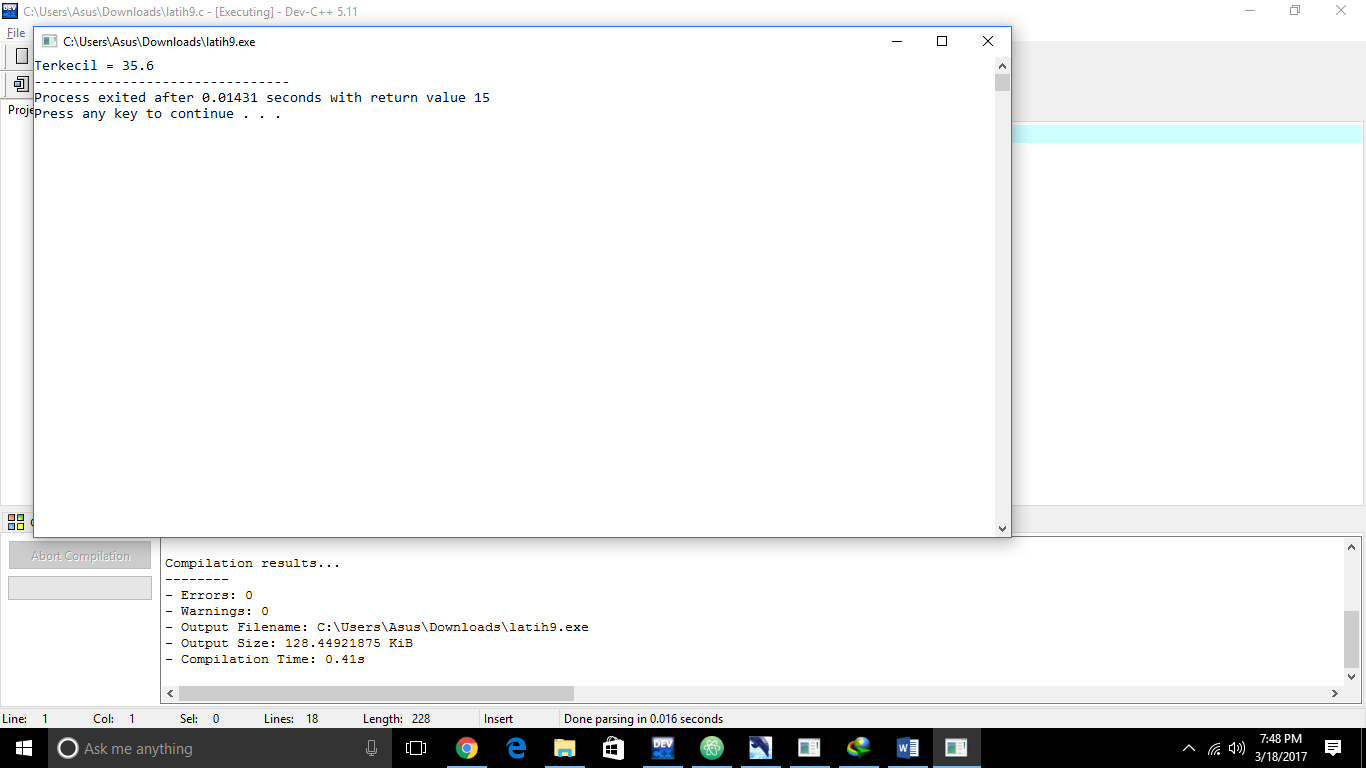 C:\Users\Asus\Downloads\latih9.c - [Executing] - Dev-C++ 5.11
File
C:\Users\Asus\Downloads\latih9.exe
Terkecil = 35.6
--------------------------------
Process exited after 0.01431 seconds with return value 15
Press any key to continue . . .
Abort Compilation
Compilation results...
--------
- Errors: 0
- Warnings: 0
- Output Filename: C:\Users\Asus\Downloads\latih9.exe
- Output Size: 128.44921875 KiB
- Compilation Time: 0.41s
Line: 1 Col: 1 Sel: 0 Lines: 18 Length: 228 Insert Done parsing in 0.016 seconds
Ask me anything
7:48 PM
3/18/2017